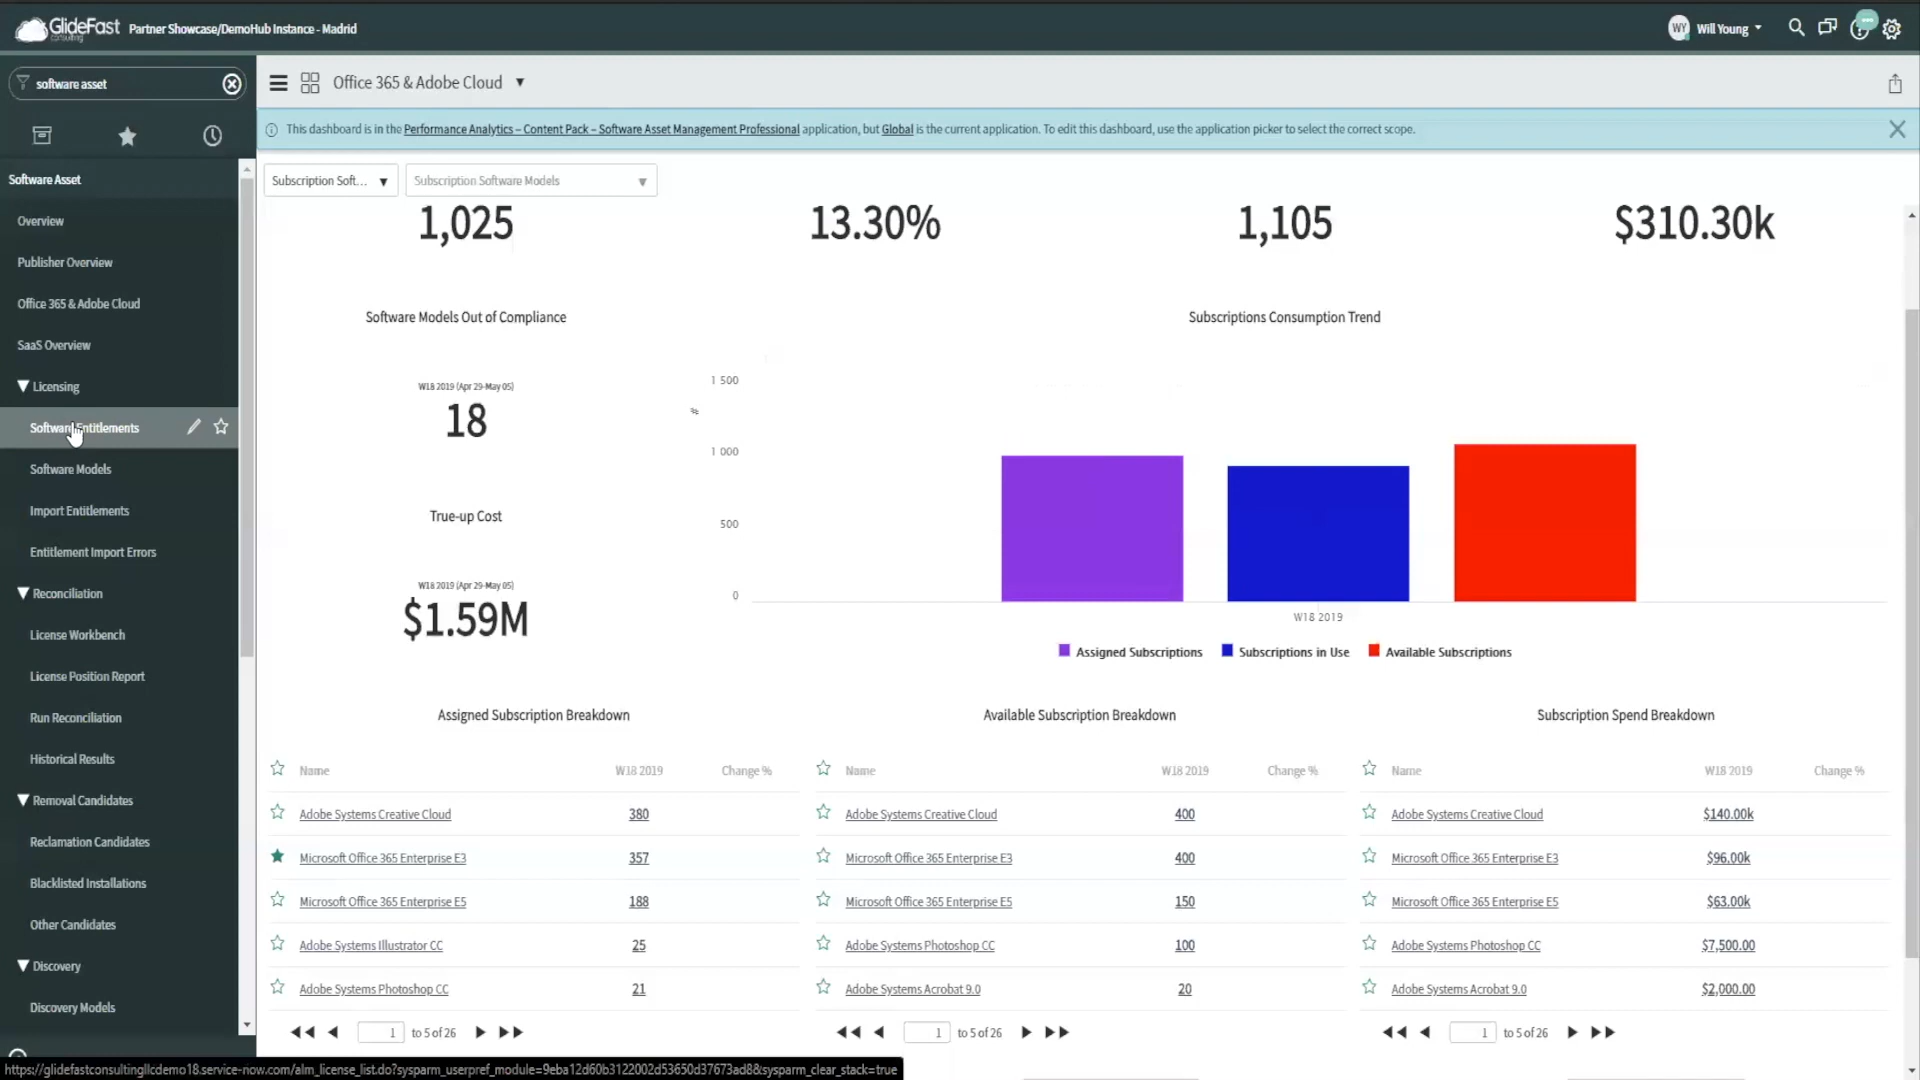 GlideFast
consulting
Partner Showcase/DemoHub Instance - Madrid
WY Will Young
software asset
Office 365 & Adobe Cloud
This dashboard is in the Performance Analytics – Content Pack – Software Asset Management Professional application, but Global is the current application. To edit this dashboard, use the application picker to select the correct scope.
Software Asset
Overview
Publisher Overview
Office 365 & Adobe Cloud
SaaS Overview
Licensing
Software Entitlements
Software Models
Import Entitlements
Entitlement Import Errors
Reconciliation
License Workbench
License Position Report
Run Reconciliation
Historical Results
Removal Candidates
Reclamation Candidates
Blacklisted Installations
Other Candidates
Discovery
Discovery Models
Subscription Soft...
Subscription Software Models
1,025 13.30% 1,105 $310.30k
Software Models Out of Compliance
W18 2019 (Apr 29-May 05)
18
True-up Cost
W18 2019 (Apr 29-May 05)
$1.59M
Subscriptions Consumption Trend
1 500
#
1 000
500
0
W18 2019
Assigned Subscriptions Subscriptions in Use Available Subscriptions
Assigned Subscription Breakdown
Name W18 2019 Change %
Adobe Systems Creative Cloud 380
Microsoft Office 365 Enterprise E3 357
Microsoft Office 365 Enterprise E5 188
Adobe Systems Illustrator CC 25
Adobe Systems Photoshop CC 21
1 to 5 of 26
Available Subscription Breakdown
Name W18 2019 Change %
Adobe Systems Creative Cloud 400
Microsoft Office 365 Enterprise E3 400
Microsoft Office 365 Enterprise E5 150
Adobe Systems Photoshop CC 100
Adobe Systems Acrobat 9.0 20
1 to 5 of 26
Subscription Spend Breakdown
Name W18 2019 Change %
Adobe Systems Creative Cloud $140.00k
Microsoft Office 365 Enterprise E3 $96.00k
Microsoft Office 365 Enterprise E5 $63.00k
Adobe Systems Photoshop CC $7,500.00
Adobe Systems Acrobat 9.0 $2,000.00
1 to 5 of 26
https://glidefastconsultingllcdemo18.service-now.com/alm_license_list.do?sysparm_userpref_module=9eba12d60b3122002d53650d37673ad8&sysparm_clear_stack=true